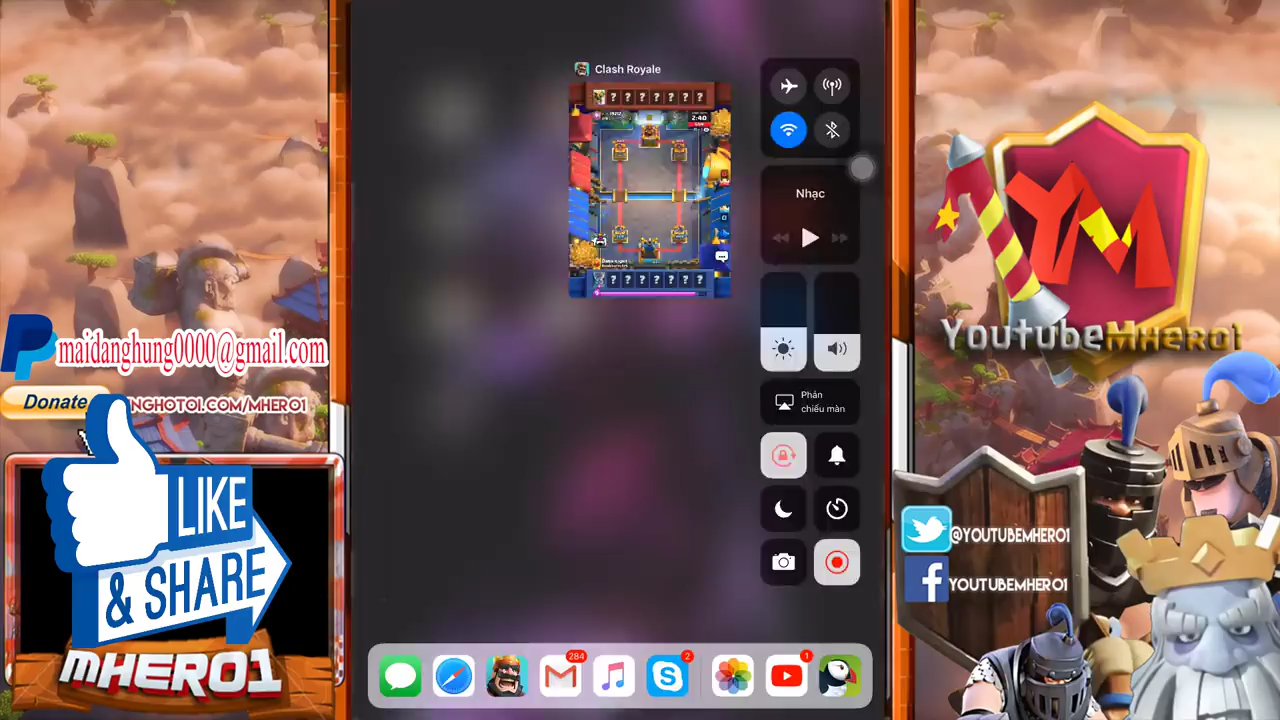 Clash Royale
? ? ? ? ? ? ?
2:40
Nhạc
Phản
chiếu màn
? ? ? ? ? ? ?
284
2
1
maidanghung0000@gmail.com
Donate
NGHOTO1.COM/MHERO1
LIKE
& SHARE
MHERO1
YM
YoutubeMhero1
@YOUTUBEMHERO1
YOUTUBEMHERO1